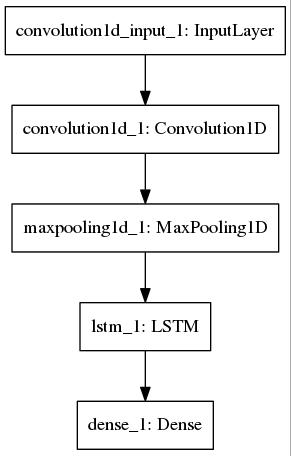 convolution1d_input_1: InputLayer
convolution1d_1: Convolution1D
maxpooling1d_1: MaxPooling1D
lstm_1: LSTM
dense_1: Dense